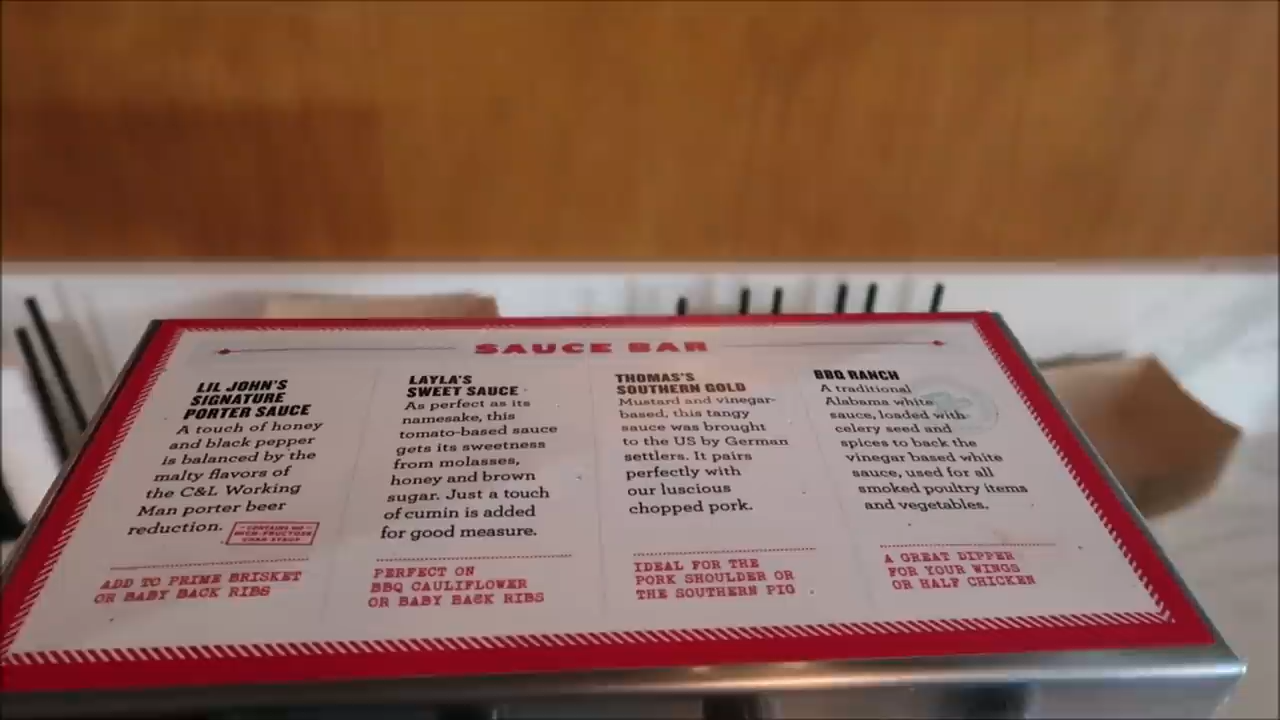 SAUCE BAR
LIL JOHN'S
SIGNATURE
PORTER SAUCE
A touch of honey
and black pepper
is balanced by the
malty flavors of
the C&L Working
Man porter beer
reduction.
CONTAINS NO
HIGH-FRUCTOSE
CORN SYRUP
ADD TO PRIME BRISKET
OR BABY BACK RIBS
LAYLA'S
SWEET SAUCE
As perfect as its
namesake, this
tomato-based sauce
gets its sweetness
from molasses,
honey and brown
sugar. Just a touch
of cumin is added
for good measure.
PERFECT ON
BBQ CAULIFLOWER
OR BABY BACK RIBS
THOMAS'S
SOUTHERN GOLD
Mustard and vinegar-
based, this tangy
sauce was brought
to the US by German
settlers. It pairs
perfectly with
our luscious
chopped pork.
IDEAL FOR THE
PORK SHOULDER OR
THE SOUTHERN PIG
BBQ RANCH
A traditional
Alabama white
sauce, loaded with
celery seed and
spices to back the
vinegar based white
sauce, used for all
smoked poultry items
and vegetables.
A GREAT DIPPER
FOR YOUR WINGS
OR HALF CHICKEN